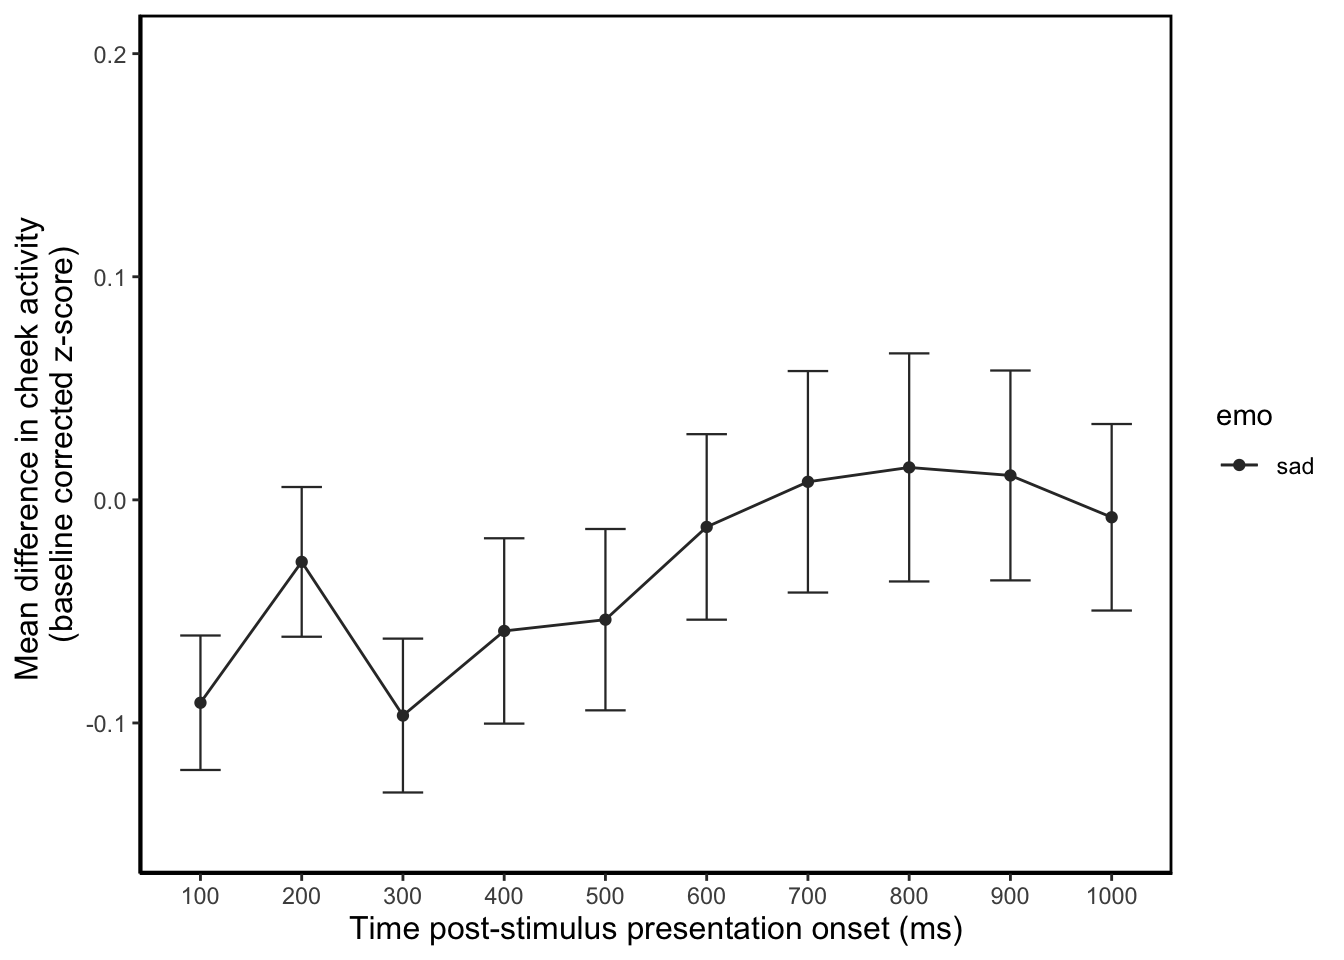 Mean difference in cheek activity
(baseline corrected z-score)
0.2
0.1
0.0
-0.1
100 200 300 400 500 600 700 800 900 1000
Time post-stimulus presentation onset (ms)
emo
sad